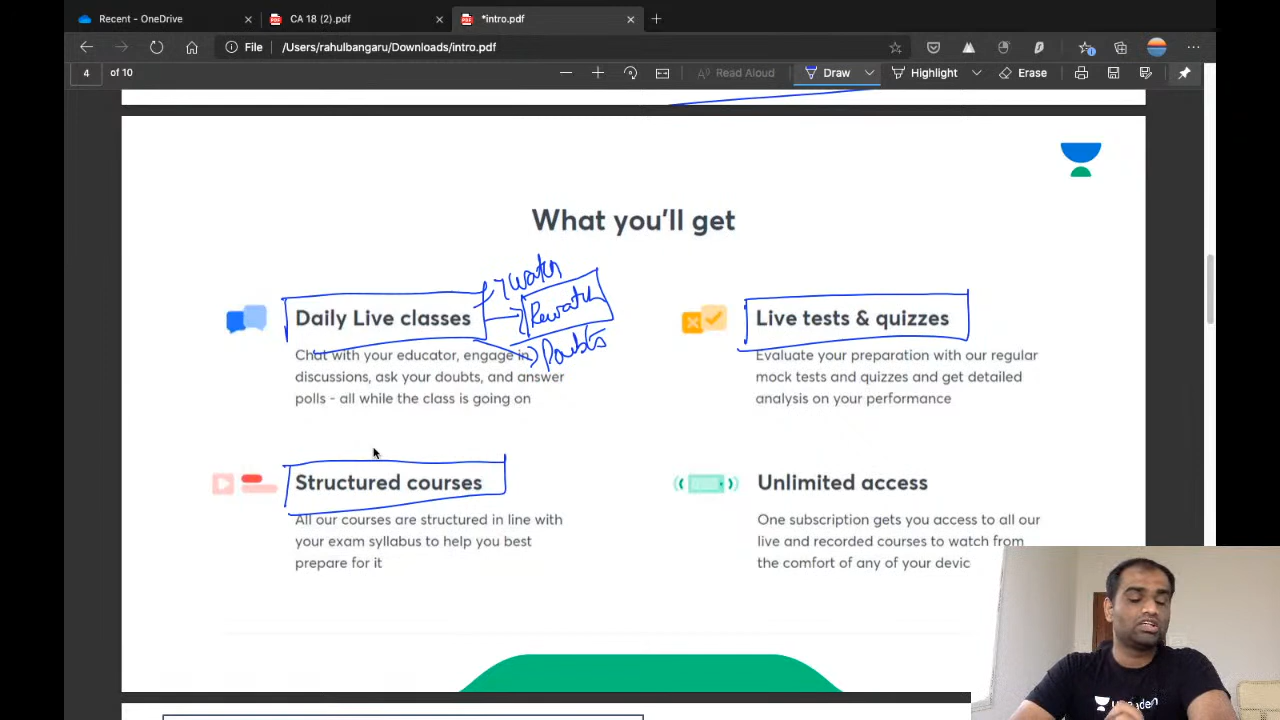 Recent - OneDrive
CA 18 (2).pdf
*intro.pdf
File
/Users/rahulbangaru/Downloads/intro.pdf
4 of 10
Read Aloud
Draw
Highlight
Erase
What you'll get
watch
Rewatch
Doubts
Daily Live classes
Chat with your educator, engage in
discussions, ask your doubts, and answer
polls - all while the class is going on
Live tests & quizzes
Evaluate your preparation with our regular
mock tests and quizzes and get detailed
analysis on your performance
Structured courses
All our courses are structured in line with
your exam syllabus to help you best
prepare for it
Unlimited access
One subscription gets you access to all our
live and recorded courses to watch from
the comfort of any of your devic